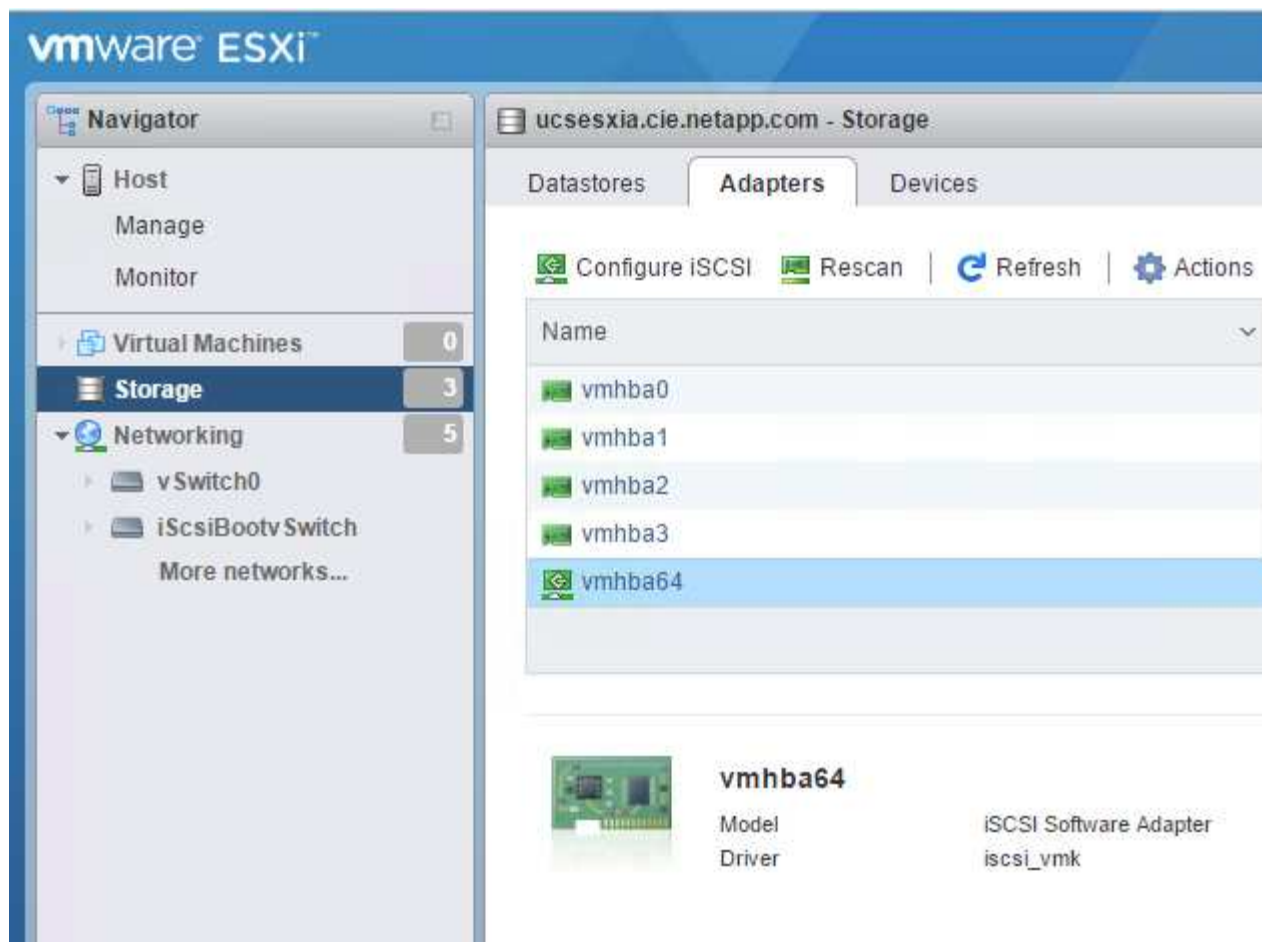 vmware ESXi™
Navigator
Host
Manage
Monitor
Virtual Machines 0
Storage 3
Networking 5
vSwitch0
iScsiBootvSwitch
More networks...
ucsesxia.cie.netapp.com - Storage
Datastores Adapters Devices
Configure iSCSI Rescan Refresh Actions
Name
vmhba0
vmhba1
vmhba2
vmhba3
vmhba64
vmhba64
Model iSCSI Software Adapter
Driver iscsi_vmk